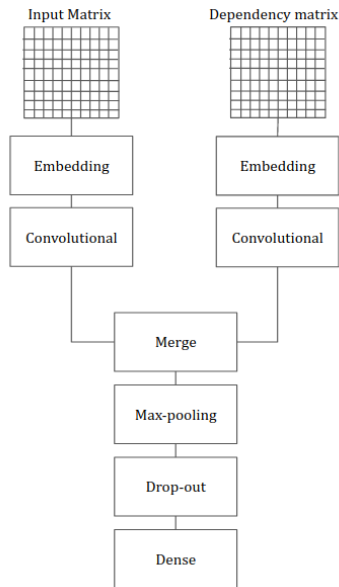 Input Matrix
Dependency matrix
Embedding
Embedding
Convolutional
Convolutional
Merge
Max-pooling
Drop-out
Dense